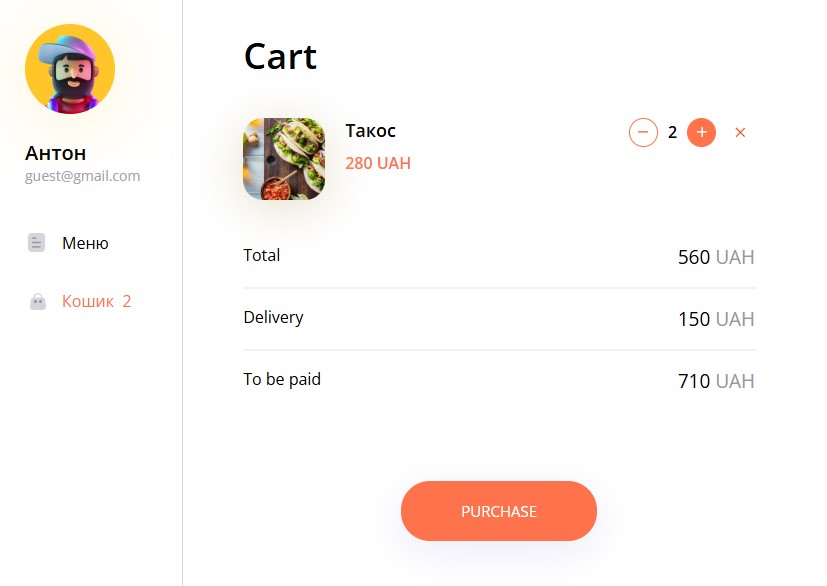 Антон
guest@gmail.com
Меню
Кошик 2
Cart
Такос
280 UAH
2
Total
560 UAH
Delivery
150 UAH
To be paid
710 UAH
PURCHASE